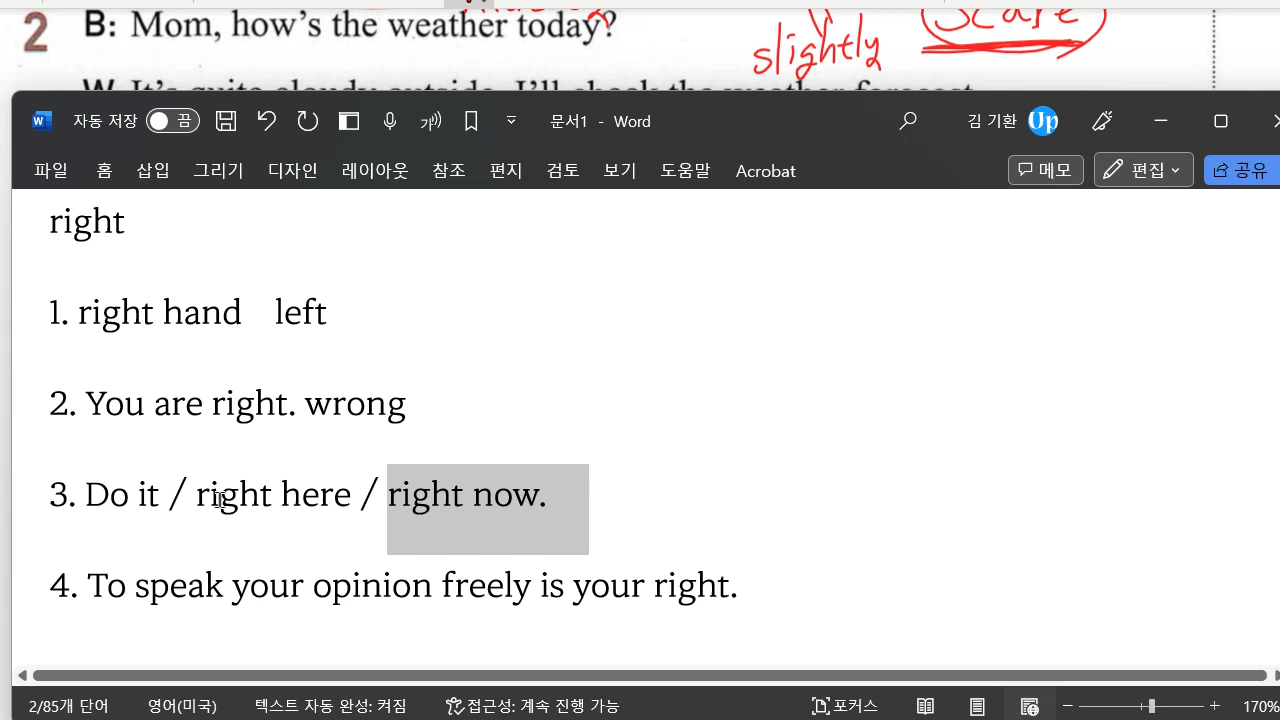 2 B: Mom, how's the weather today?
slightly
scare
W It's quite cloudy outside. I'll check the weather forecast
자동 저장 끔 가)) 문서1 - Word 김 기환 Up
파일 홈 삽입 그리기 디자인 레이아웃 참조 편지 검토 보기 도움말 Acrobat 메모 편집 공유
right
1. right hand left
2. You are right. wrong
3. Do it / right here / right now.
4. To speak your opinion freely is your right.
2/85개 단어 영어(미국) 텍스트 자동 완성: 켜짐 접근성: 계속 진행 가능 포커스 170%